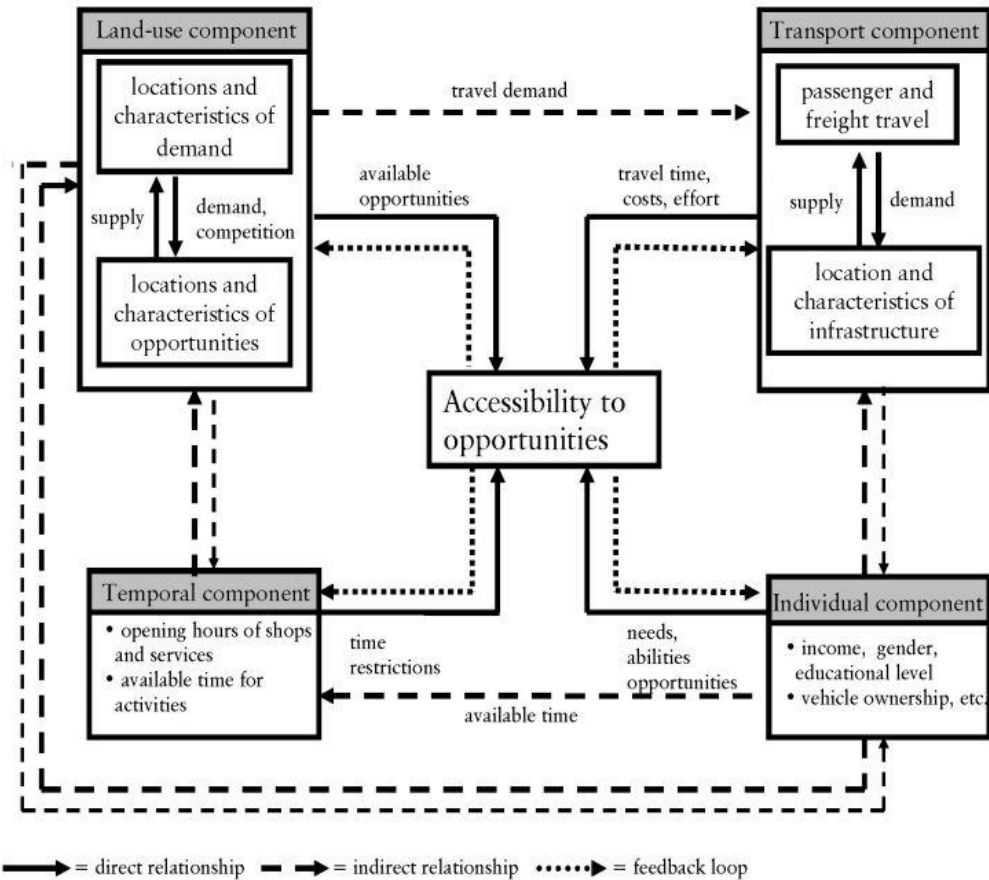 Land-use component
locations and
characteristics of
demand
supply
demand,
competition
locations and
characteristics of
opportunities
travel demand
available
opportunities
travel time,
costs, effort
Transport component
passenger and
freight travel
supply
demand
location and
characteristics of
infrastructure
Accessibility to
opportunities
Temporal component
• opening hours of shops
and services
• available time for
activities
time
restrictions
needs,
abilities
opportunities
available time
Individual component
• income, gender,
educational level
• vehicle ownership, etc.
= direct relationship
= indirect relationship
= feedback loop